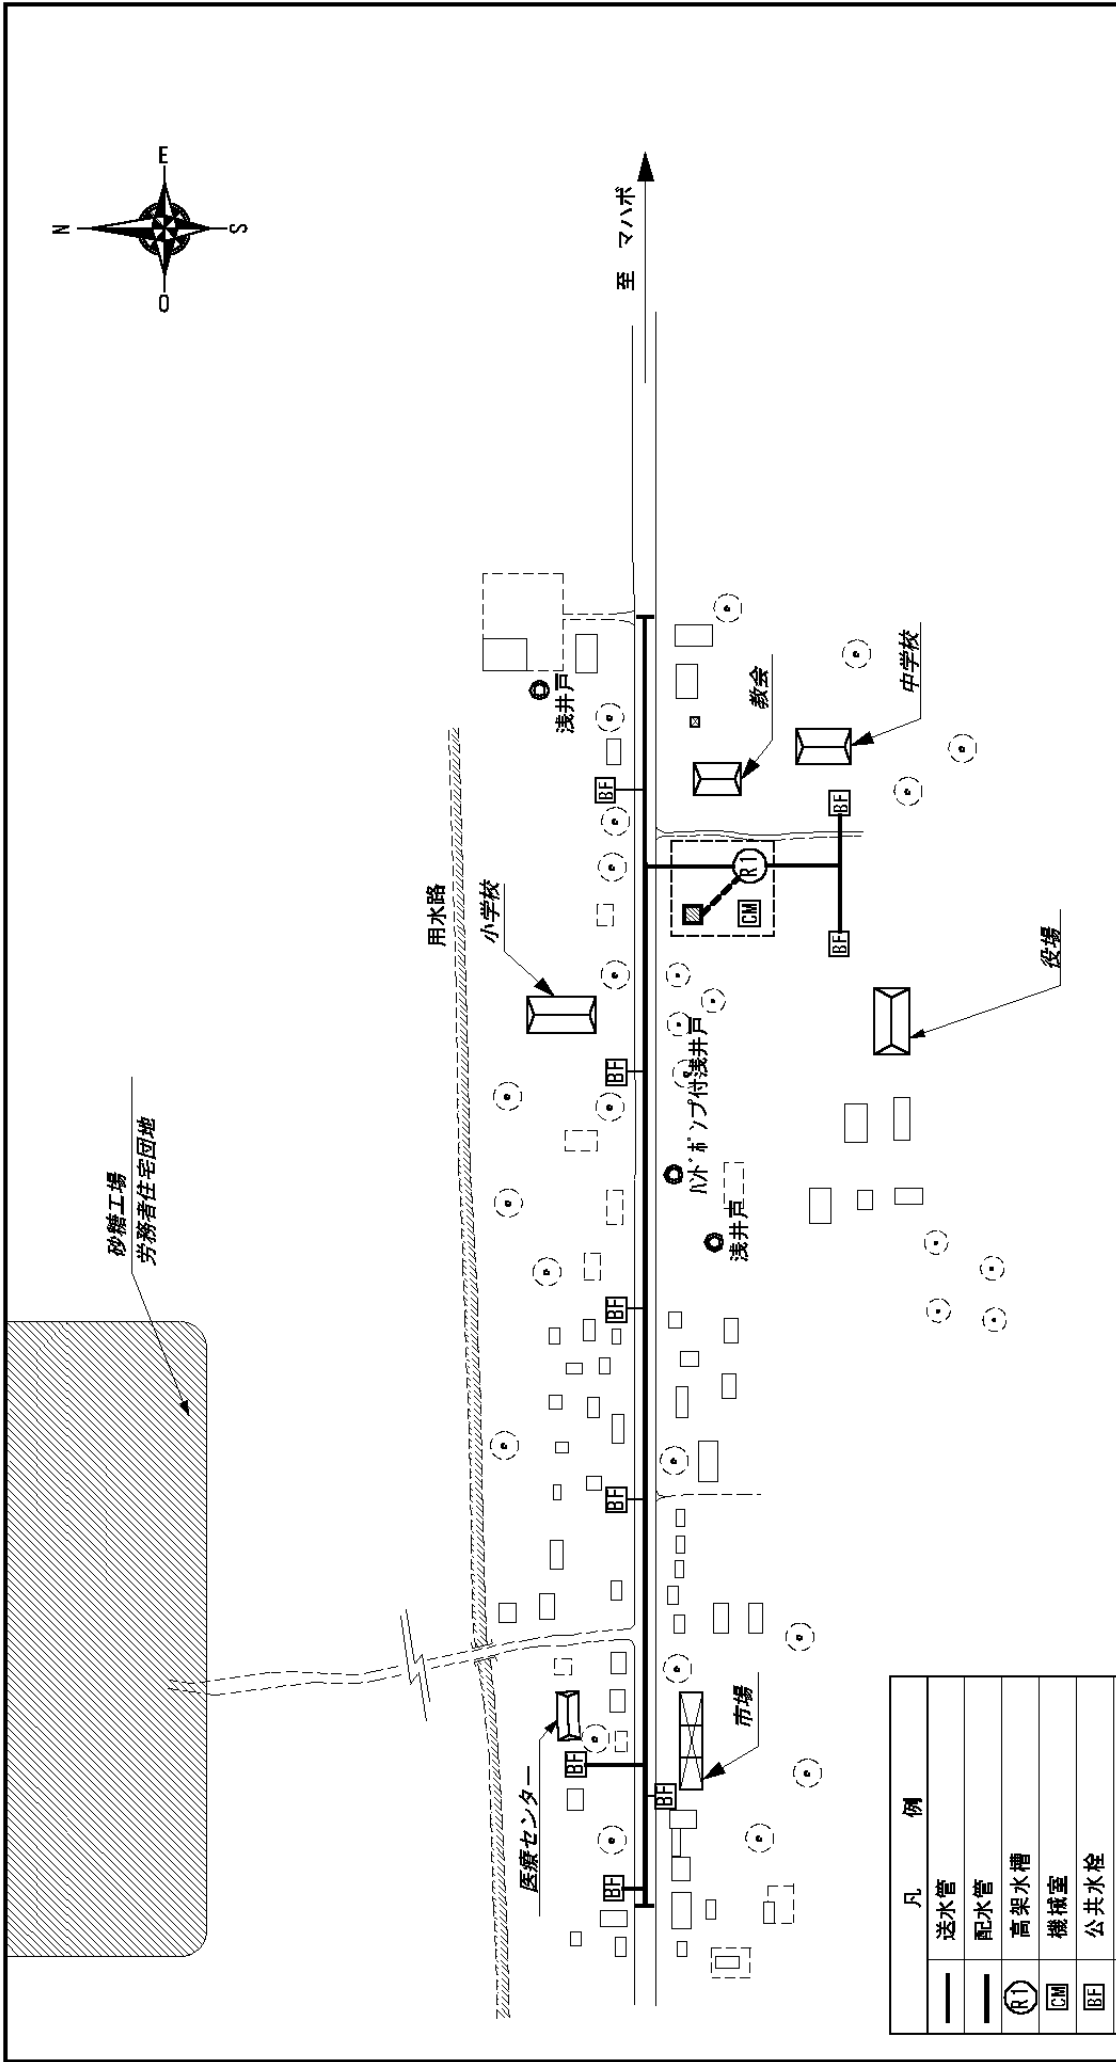 N
E
S
O
砂糖工場
労務者住宅団地
用水路
小学校
浅井戸
至 マハボ
BF
BF
BF
BF
BF
BF
BF
医療センター
市場
浅井戸
ハンドポンプ付浅井戸
R1
CM
BF
BF
教会
中学校
役場
凡 例
送水管
配水管
R1 高架水槽
CM 機械室
BF 公共水栓